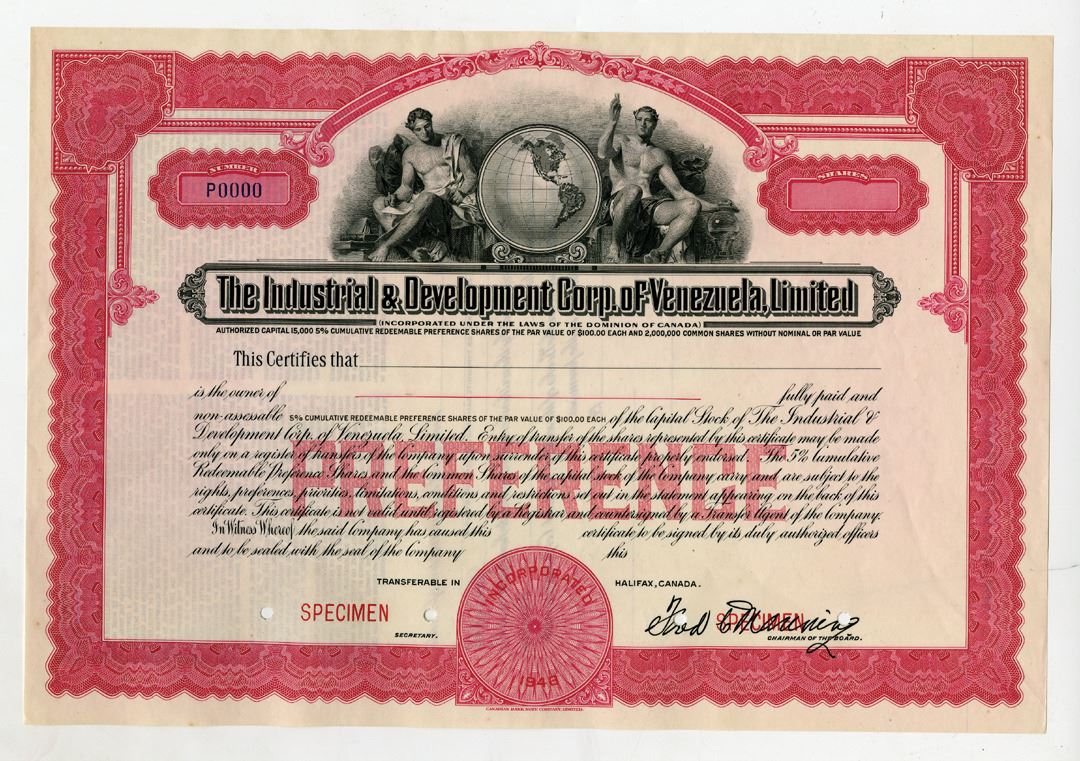 NUMBER
P0000
SHARES
The Industrial & Development Corp. of Venezuela, Limited
(INCORPORATED UNDER THE LAWS OF THE DOMINION OF CANADA)
AUTHORIZED CAPITAL 15,000 5% CUMULATIVE REDEEMABLE PREFERENCE SHARES OF THE PAR VALUE OF $100.00 EACH AND 2,000,000 COMMON SHARES WITHOUT NOMINAL OR PAR VALUE
This Certifies that
is the owner of fully paid and
non-assessable 5% CUMULATIVE REDEEMABLE PREFERENCE SHARES OF THE PAR VALUE OF $100.00 EACH of the Capital Stock of The Industrial &
Development Corp. of Venezuela, Limited. Entry of transfer of the shares represented by this certificate may be made
only on a register of transfers of the Company upon surrender of this certificate properly endorsed. The 5% Cumulative
Redeemable Preference Shares and the Common Shares of the capital stock of the Company carry and are subject to the
rights, preferences, priorities, limitations, conditions and restrictions set out in the statement appearing on the back of this
certificate. This certificate is not valid until registered by a Registrar and countersigned by a Transfer Agent of the Company.
PREFERENCE
In Witness Whereof the said Company has caused this certificate to be signed by its duly authorized officers
and to be sealed with the seal of the Company this
TRANSFERABLE IN HALIFAX, CANADA.
INCORPORATED
1948
SPECIMEN
SECRETARY.
SPECIMEN
CHAIRMAN OF THE BOARD.
CANADIAN BANK NOTE COMPANY, LIMITED.